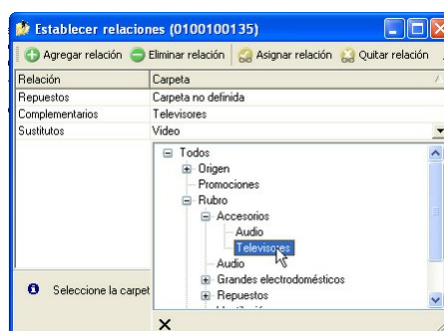 Establecer relaciones (0100100135)
Agregar relación Eliminar relación Asignar relación Quitar relación
Relación Carpeta
Repuestos Carpeta no definida
Complementarios Televisores
Sustitutos Video
Todos
Origen
Promociones
Rubro
Accesorios
Audio
Televisores
Audio
Grandes electrodomésticos
Repuestos
Seleccione la carpet